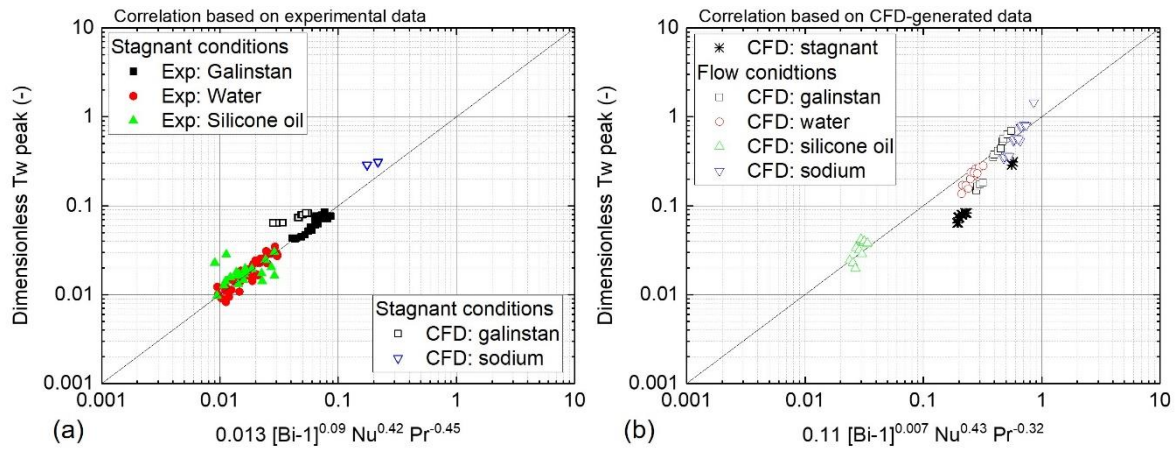 Correlation based on experimental data
Dimensionless Tw peak (-)
10
1
0.1
0.01
0.001
Stagnant conditions
Exp: Galinstan
Exp: Water
Exp: Silicone oil
Stagnant conditions
CFD: galinstan
CFD: sodium
0.001 0.01 0.1 1 10
(a) 0.013 [Bi-1]^0.09 Nu^0.42 Pr^-0.45
Correlation based on CFD-generated data
Dimensionless Tw peak (-)
10
1
0.1
0.01
0.001
CFD: stagnant
Flow conidtions
CFD: galinstan
CFD: water
CFD: silicone oil
CFD: sodium
0.001 0.01 0.1 1 10
(b) 0.11 [Bi-1]^0.007 Nu^0.43 Pr^-0.32